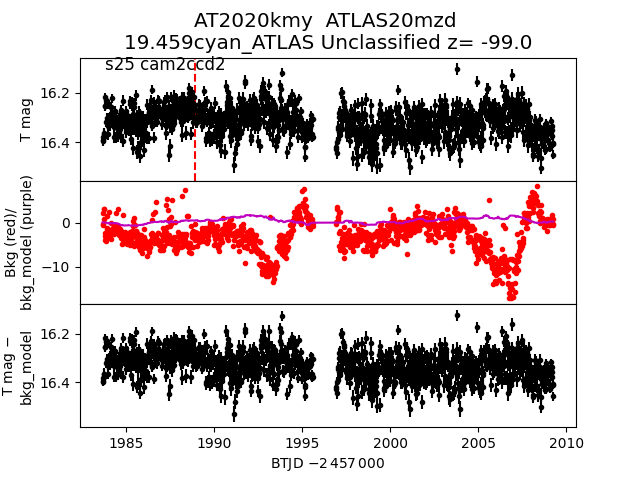 AT2020kmy  ATLAS20mzd
19.459cyan_ATLAS Unclassified z= -99.0
s25 cam2ccd2
T mag
16.2
16.4
Bkg (red)/
bkg_model (purple)
0
−10
T mag −
bkg_model
16.2
16.4
1985
1990
1995
2000
2005
2010
BTJD −2 457 000